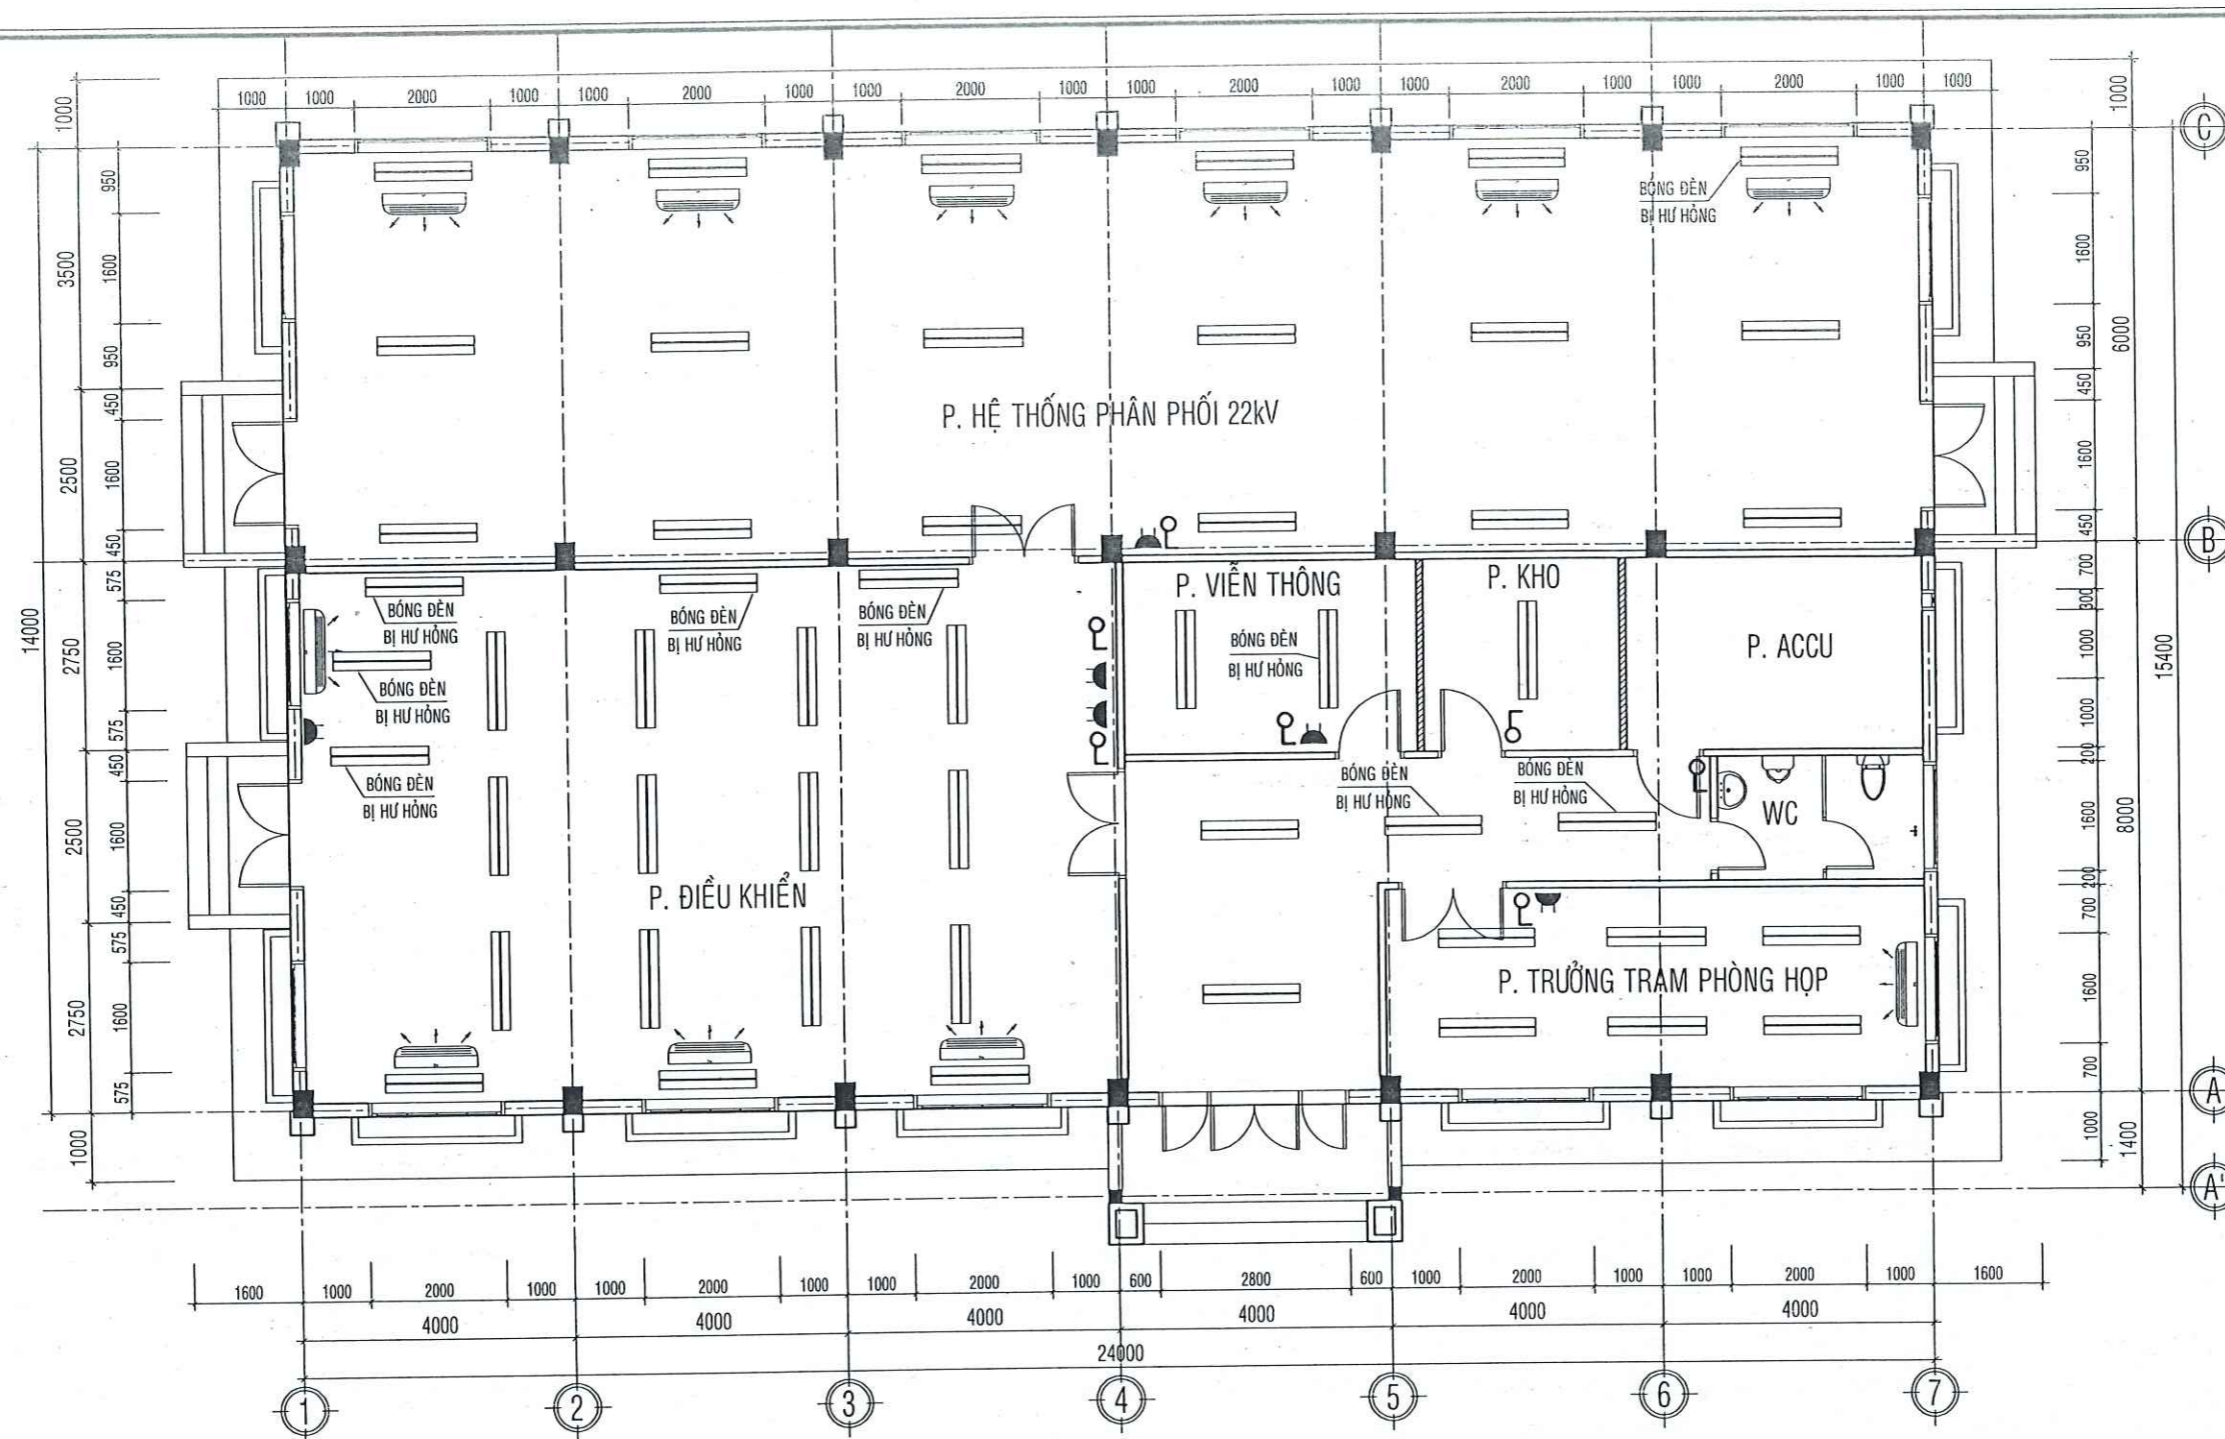 1000 1000 2000 1000 1000 2000 1000 1000 2000 1000 1000 2000 1000 1000 2000 1000 1000 2000 1000 1000
C
1000
3500
2500
2750
2500
2750
1000
14000
950
1600
950
450
1600
450
575
1600
575
450
1600
450
575
1600
575
BÓNG ĐÈN
BỊ HƯ HỎNG
P. HỆ THỐNG PHÂN PHỐI 22kV
BÓNG ĐÈN
BỊ HƯ HỎNG
BÓNG ĐÈN
BỊ HƯ HỎNG
BÓNG ĐÈN
BỊ HƯ HỎNG
BÓNG ĐÈN
BỊ HƯ HỎNG
BÓNG ĐÈN
BỊ HƯ HỎNG
P. ĐIỀU KHIỂN
P. VIỄN THÔNG
BÓNG ĐÈN
BỊ HƯ HỎNG
P. KHO
P. ACCU
BÓNG ĐÈN
BỊ HƯ HỎNG
BÓNG ĐÈN
BỊ HƯ HỎNG
WC
P. TRƯỞNG TRẠM PHÒNG HỌP
950
1600
950
450
1600
450
700
300
1000
1000
200
1600
200
700
1600
700
1000
1000
6000
8000
1400
15400
B
A
A'
1600 1000 2000 1000 1000 2000 1000 1000 2000 1000 600 2800 600 1000 2000 1000 1000 2000 1000 1600
4000 4000 4000 4000 4000 4000
24000
1 2 3 4 5 6 7